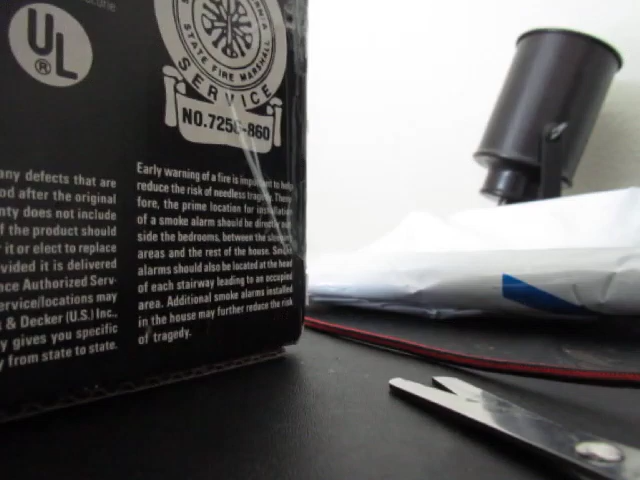 UL
®
STATE FIRE MARSHALL
SERVICE
any defects that are
od after the original
nty does not include
f the product should
it or elect to replace
vided it is delivered
nce Authorized Serv-
ervice/locations may
& Decker (U.S.) Inc.,
y gives you specific
y from state to state.
Early warning of a fire is important to help
reduce the risk of needless tragedy. There-
fore, the prime location for installation
of a smoke alarm should be directly out-
side the bedrooms, between the sleeping
areas and the rest of the house. Smoke
alarms should also be located at the head
of each stairway leading to an occupied
area. Additional smoke alarms installed
in the house may further reduce the risk
of tragedy.